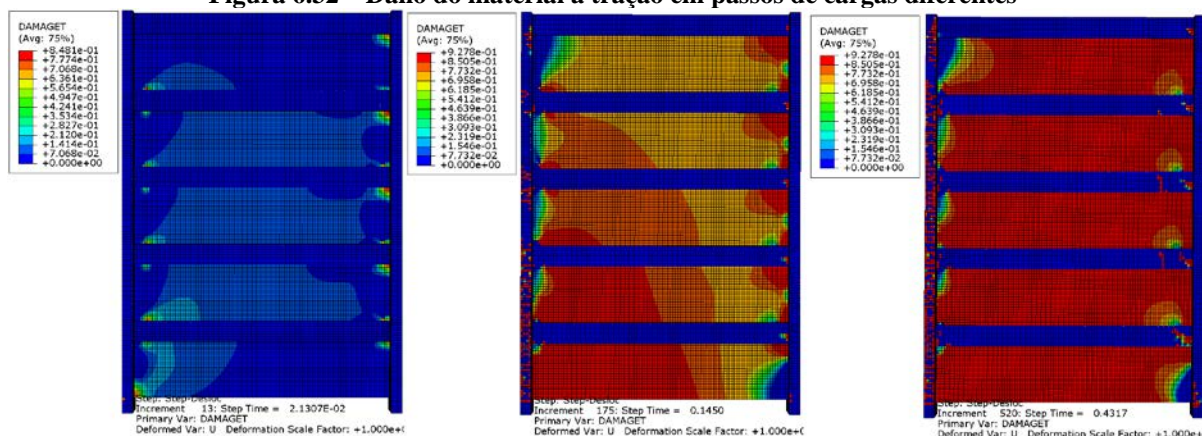 Figura 6.32 – Dano do material à tração em passos de cargas diferentes
DAMAGET
(Avg: 75%)
+8.481e-01
+7.774e-01
+7.068e-01
+6.361e-01
+5.654e-01
+4.947e-01
+4.241e-01
+3.534e-01
+2.827e-01
+2.120e-01
+1.414e-01
+7.068e-02
+0.000e+00
Step: Step-Desloc
Increment 13: Step Time = 2.1307E-02
Primary Var: DAMAGET
Deformed Var: U Deformation Scale Factor: +1.000e+(
DAMAGET
(Avg: 75%)
+9.278e-01
+8.505e-01
+7.732e-01
+6.958e-01
+6.185e-01
+5.412e-01
+4.639e-01
+3.866e-01
+3.093e-01
+2.319e-01
+1.546e-01
+7.732e-02
+0.000e+00
Step: Step-Desloc
Increment 175: Step Time = 0.1450
Primary Var: DAMAGET
Deformed Var: U Deformation Scale Factor: +1.000e+(
DAMAGET
(Avg: 75%)
+9.278e-01
+8.505e-01
+7.732e-01
+6.958e-01
+6.185e-01
+5.412e-01
+4.639e-01
+3.866e-01
+3.093e-01
+2.319e-01
+1.546e-01
+7.732e-02
+0.000e+00
Step: Step-Desloc
Increment 520: Step Time = 0.4317
Primary Var: DAMAGET
Deformed Var: U Deformation Scale Factor: +1.000e+(